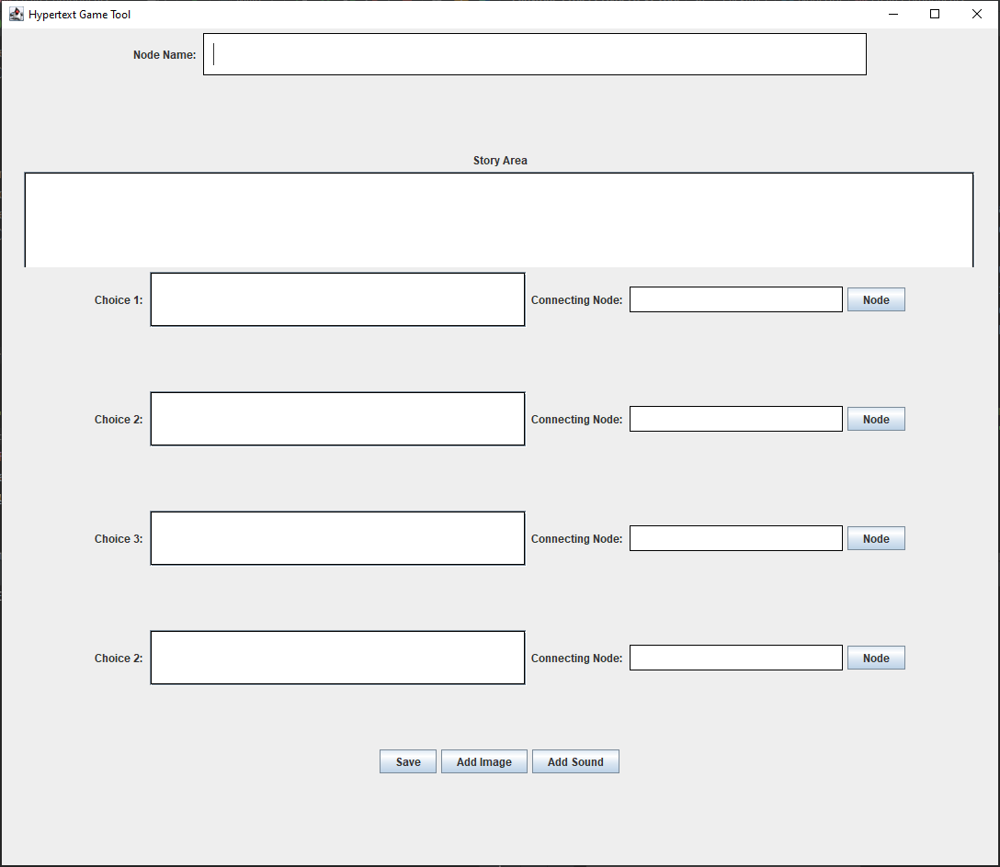 Hypertext Game Tool
Node Name:
Story Area
Choice 1: Connecting Node: Node
Choice 2: Connecting Node: Node
Choice 3: Connecting Node: Node
Choice 2: Connecting Node: Node
Save Add Image Add Sound